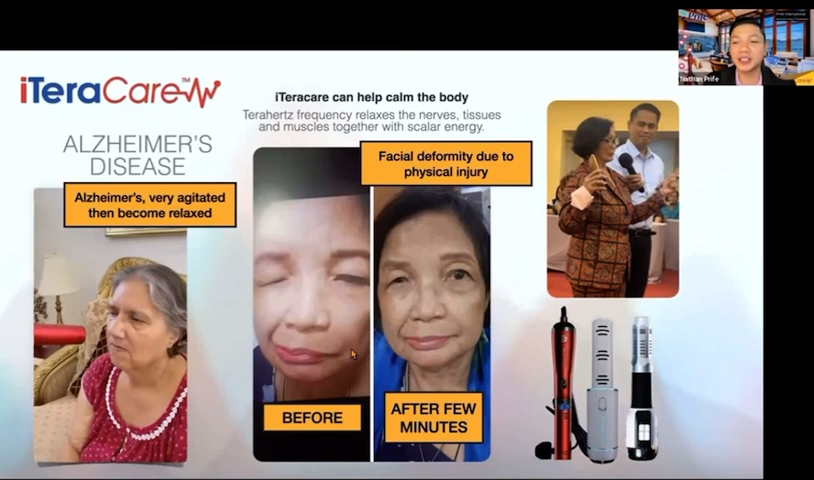 iTeraCare™
ALZHEIMER'S
DISEASE
Alzheimer's, very agitated
then become relaxed
iTeracare can help calm the body
Terahertz frequency relaxes the nerves, tissues
and muscles together with scalar energy.
Facial deformity due to
physical injury
BEFORE
AFTER FEW
MINUTES
Nathan Prife